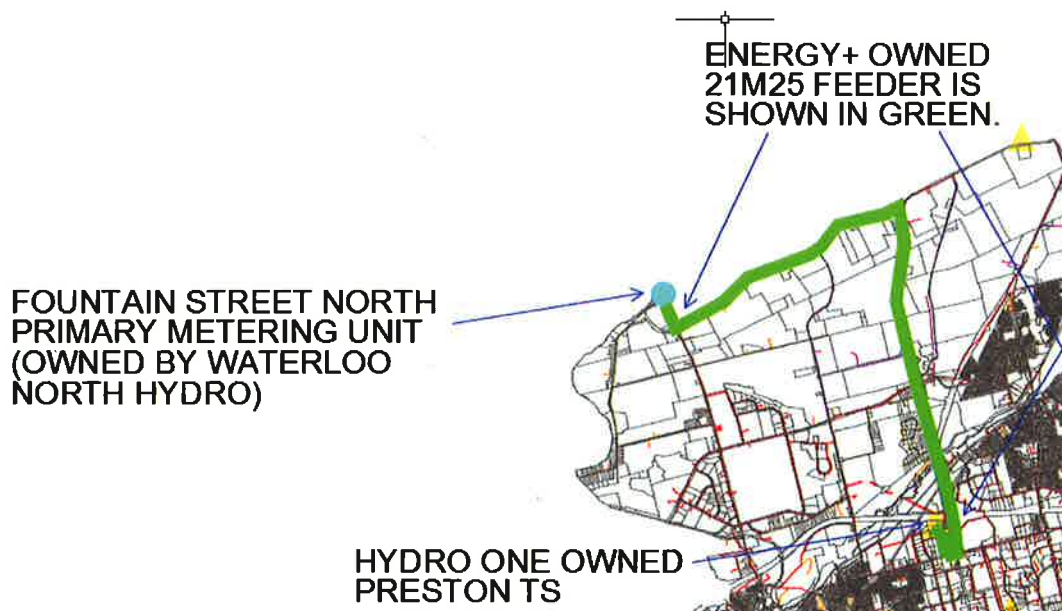 ENERGY+ OWNED
21M25 FEEDER IS
SHOWN IN GREEN.
FOUNTAIN STREET NORTH
PRIMARY METERING UNIT
(OWNED BY WATERLOO
NORTH HYDRO)
HYDRO ONE OWNED
PRESTON TS